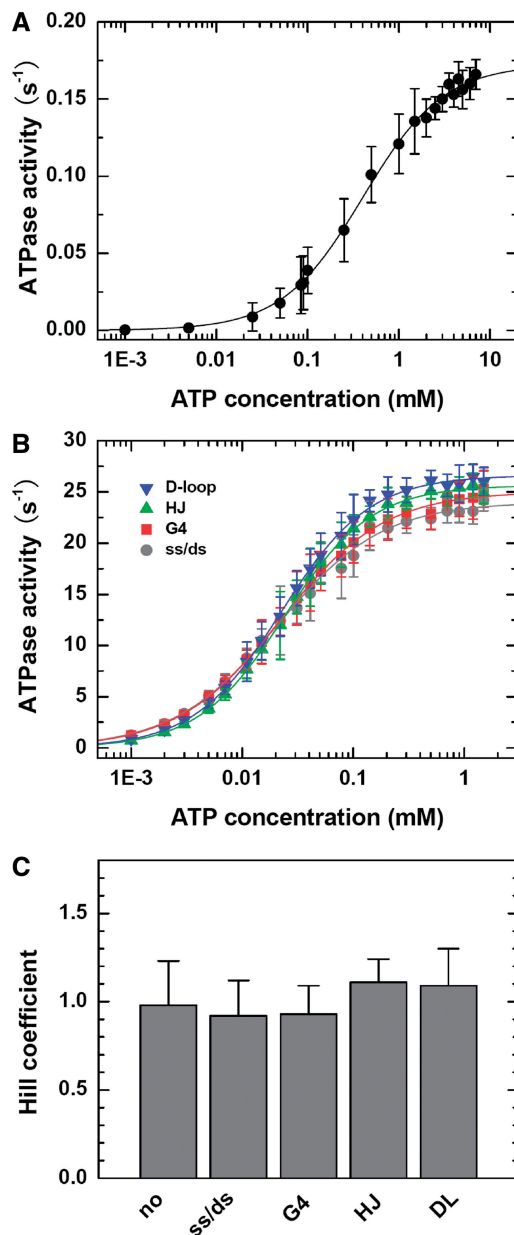 A
ATPase activity (s⁻¹)
0.20
0.15
0.10
0.05
0.00
1E-3 0.01 0.1 1 10
ATP concentration (mM)
B
ATPase activity (s⁻¹)
30
25
20
15
10
5
0
D-loop
HJ
G4
ss/ds
1E-3 0.01 0.1 1
ATP concentration (mM)
C
Hill coefficient
1.5
1.0
0.5
0.0
no ss/ds G4 HJ DL